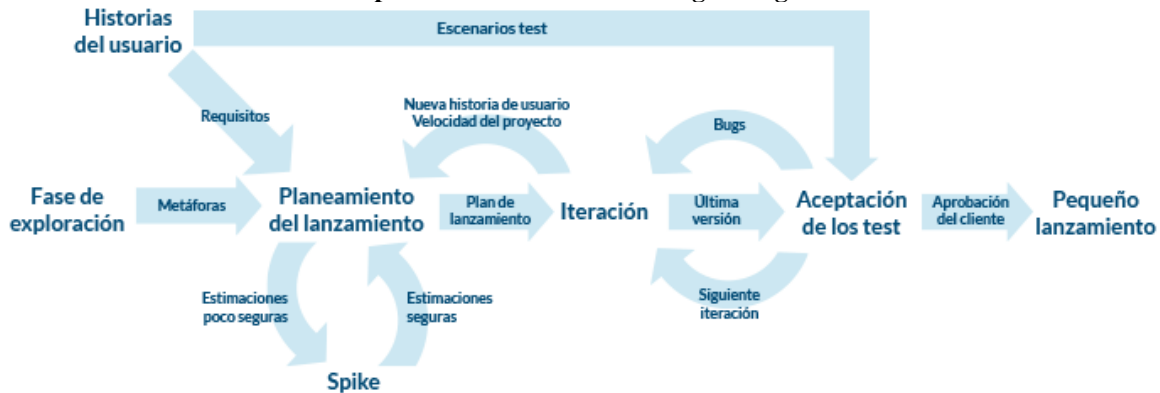 Historias
del usuario
Escenarios test
Requisitos
Nueva historia de usuario
Velocidad del proyecto
Bugs
Fase de
exploración
Metáforas
Planeamiento
del lanzamiento
Plan de
lanzamiento
Iteración
Última
versión
Aceptación
de los test
Aprobación
del cliente
Pequeño
lanzamiento
Estimaciones
poco seguras
Estimaciones
seguras
Siguiente
iteración
Spike